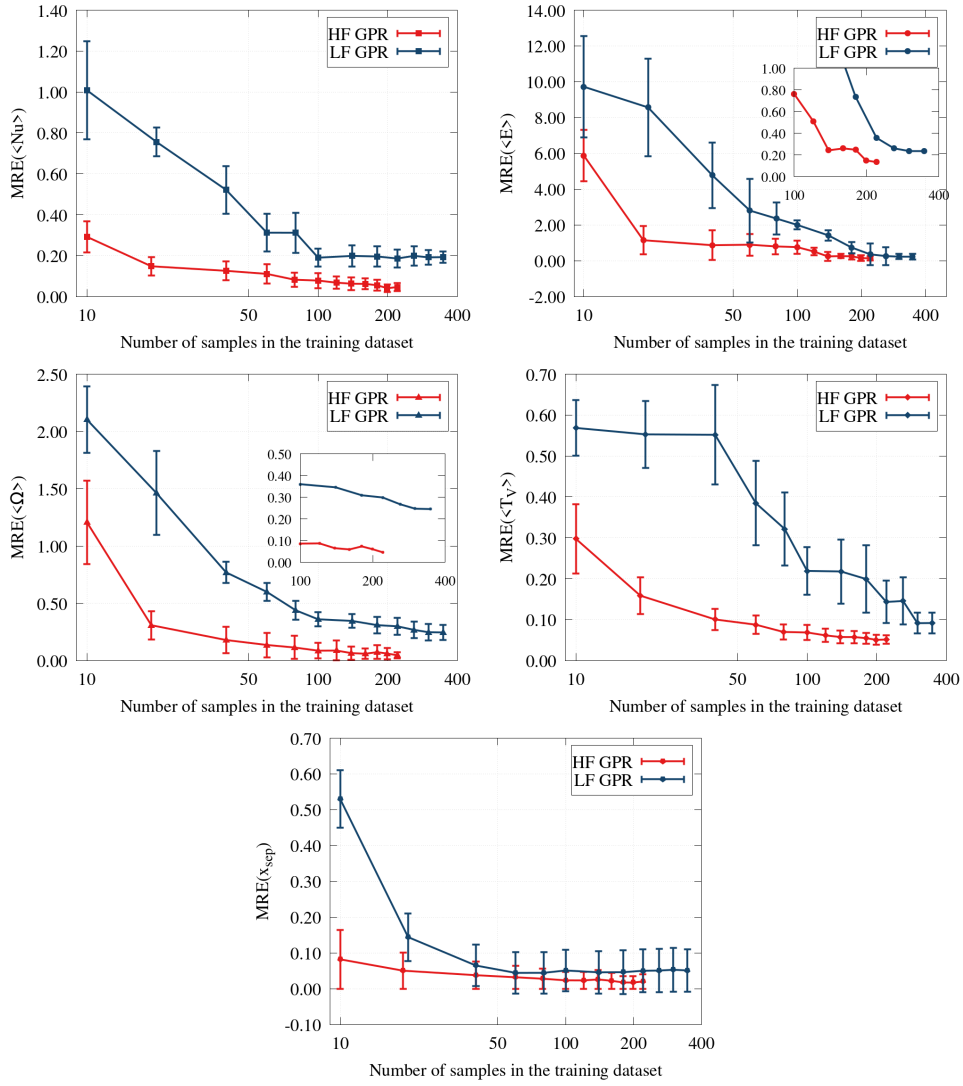 1.40
1.20
1.00
0.80
0.60
0.40
0.20
0.00
MRE(<Nu>)
HF GPR
LF GPR
10 50 100 200 400
Number of samples in the training dataset
14.00
12.00
10.00
8.00
6.00
4.00
2.00
0.00
-2.00
MRE(<E>)
HF GPR
LF GPR
1.00
0.80
0.60
0.40
0.20
0.00
100 200 400
10 50 100 200 400
Number of samples in the training dataset
2.50
2.00
1.50
1.00
0.50
0.00
MRE(<Ω>)
HF GPR
LF GPR
0.50
0.40
0.30
0.20
0.10
0.00
100 200 400
10 50 100 200 400
Number of samples in the training dataset
0.70
0.60
0.50
0.40
0.30
0.20
0.10
0.00
MRE(<T_V>)
HF GPR
LF GPR
10 50 100 200 400
Number of samples in the training dataset
0.70
0.60
0.50
0.40
0.30
0.20
0.10
0.00
-0.10
MRE(x_sep)
HF GPR
LF GPR
10 50 100 200 400
Number of samples in the training dataset